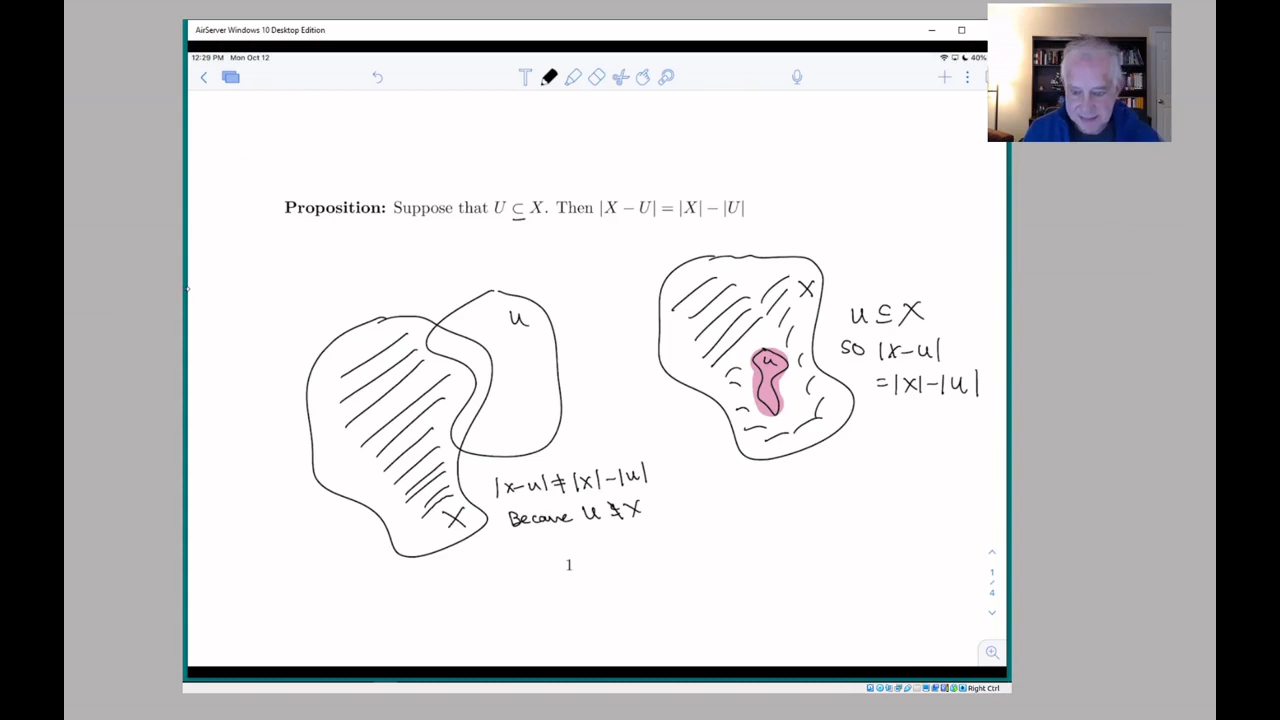 AirServer Windows 10 Desktop Edition
12:29 PM Mon Oct 12
40%
Proposition: Suppose that U ⊆ X. Then |X − U| = |X| − |U|
u
X
u
X
u ⊆ X
so |x-u|
= |x|-|u|
|x-u| ≠ |x|-|u|
Because U ⊈ X
1
1
/
4
Right Ctrl